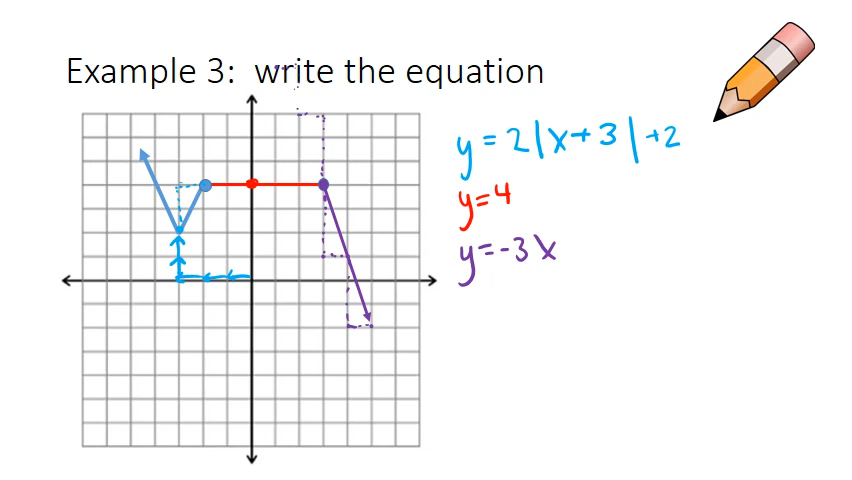 Example 3: write the equation
y = 2|x+3|+2
y=4
y=-3x